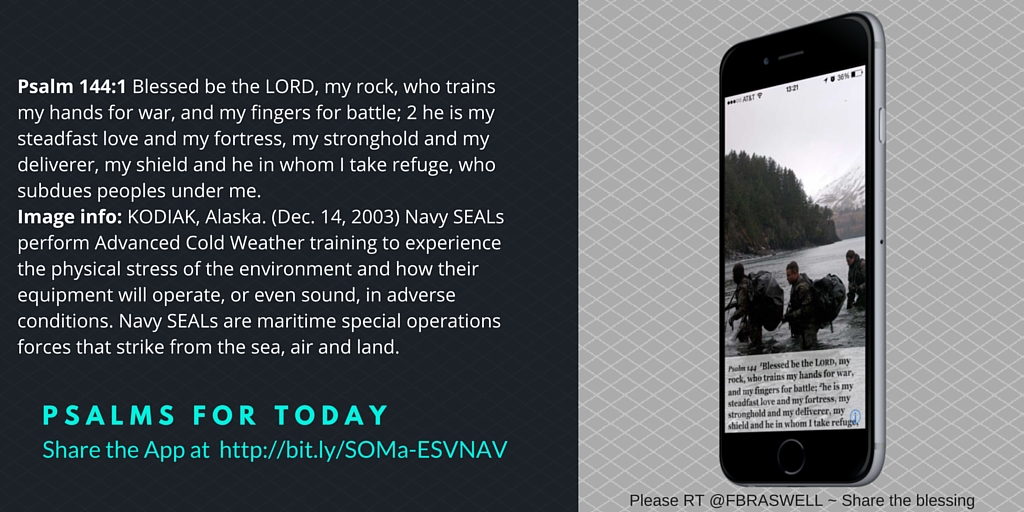 Psalm 144:1 Blessed be the LORD, my rock, who trains
my hands for war, and my fingers for battle; 2 he is my
steadfast love and my fortress, my stronghold and my
deliverer, my shield and he in whom I take refuge, who
subdues peoples under me.
Image info: KODIAK, Alaska. (Dec. 14, 2003) Navy SEALs
perform Advanced Cold Weather training to experience
the physical stress of the environment and how their
equipment will operate, or even sound, in adverse
conditions. Navy SEALs are maritime special operations
forces that strike from the sea, air and land.
PSALMS FOR TODAY
Share the App at http://bit.ly/SOMa-ESVNAV
AT&T 13:21 36%
Psalm 144 1Blessed be the LORD, my
rock, who trains my hands for war,
and my fingers for battle; 2he is my
steadfast love and my fortress, my
stronghold and my deliverer, my
shield and he in whom I take refuge,
Please RT @FBRASWELL ~ Share the blessing